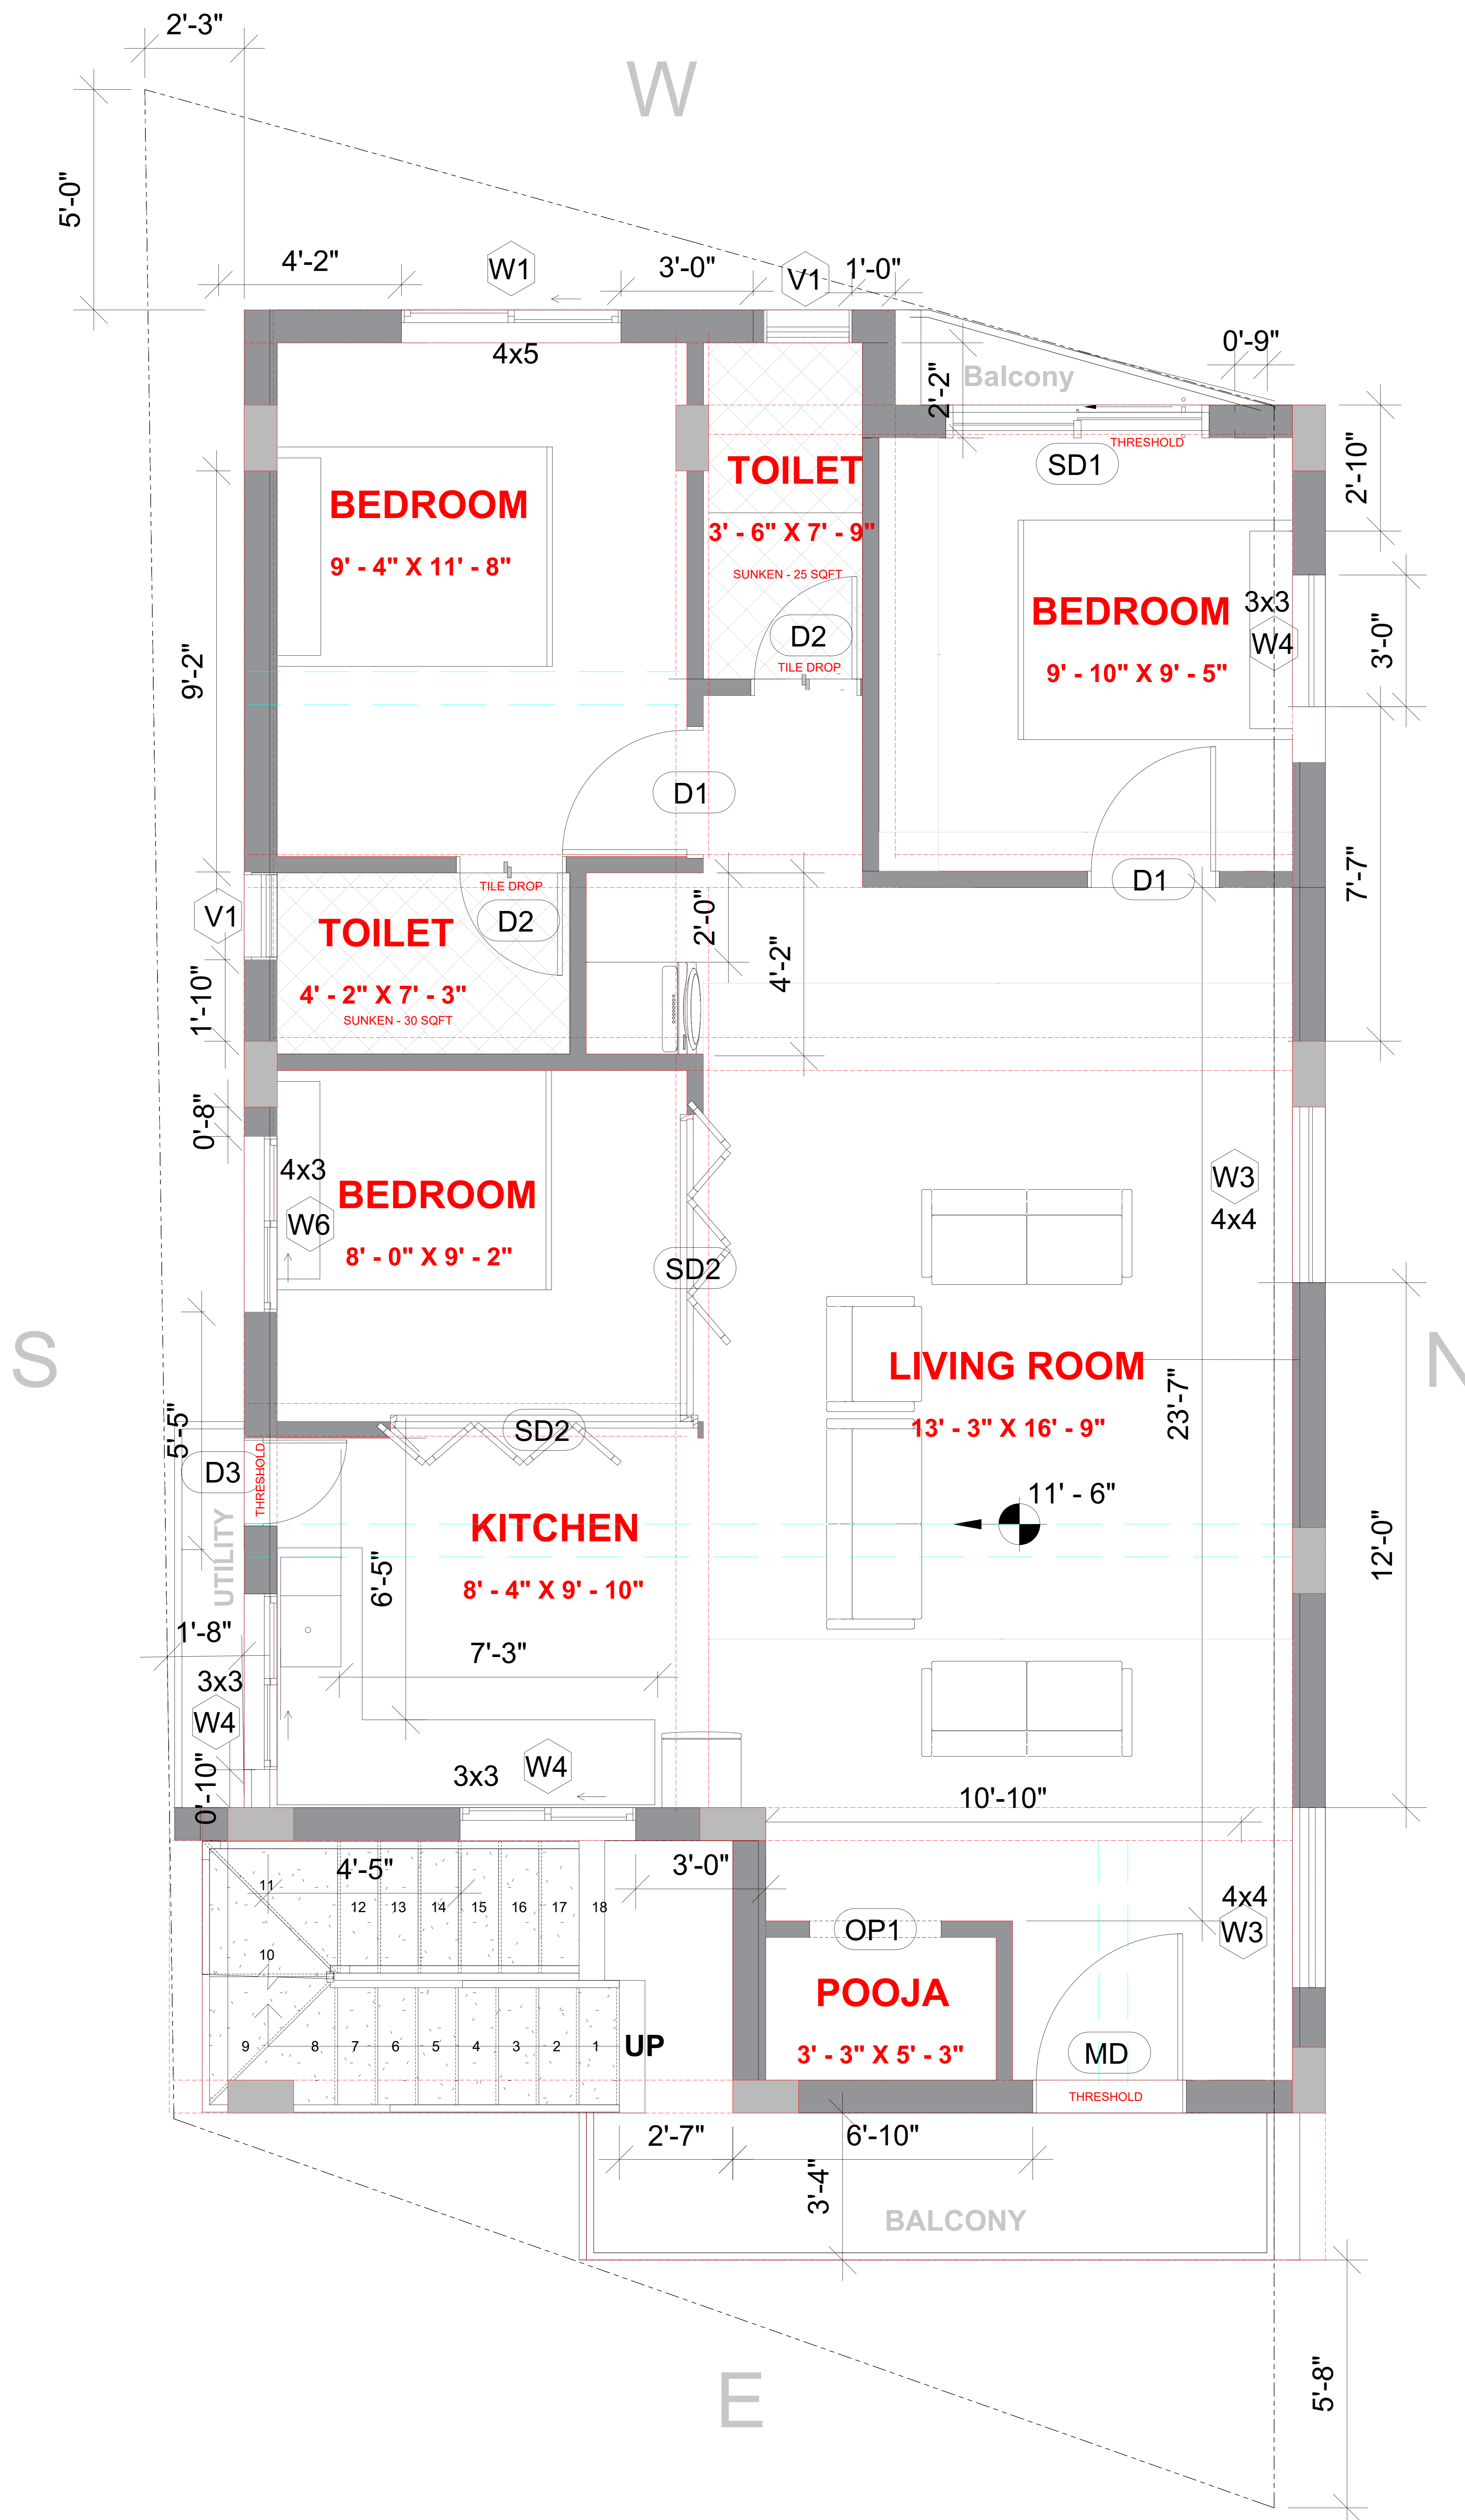 2'-3"
W
5'-0"
4'-2"
W1
3'-0"
V1
1'-0"
0'-9"
4x5
2'-2"
Balcony
THRESHOLD
SD1
2'-10"
BEDROOM
9' - 4" X 11' - 8"
TOILET
3' - 6" X 7' - 9"
SUNKEN - 25 SQFT
D2
TILE DROP
BEDROOM
9' - 10" X 9' - 5"
3x3
W4
3'-0"
9'-2"
D1
D1
7'-7"
V1
TILE DROP
TOILET
D2
4' - 2" X 7' - 3"
SUNKEN - 30 SQFT
2'-0"
4'-2"
1'-10"
0'-8"
4x3
W6
BEDROOM
8' - 0" X 9' - 2"
SD2
W3
4x4
S
N
LIVING ROOM
13' - 3" X 16' - 9"
23'-7"
5'-5"
SD2
D3
THRESHOLD
UTILITY
KITCHEN
8' - 4" X 9' - 10"
6'-5"
11' - 6"
12'-0"
1'-8"
7'-3"
3x3
W4
0'-10"
3x3
W4
10'-10"
4'-5"
3'-0"
11
12
13
14
15
16
17
18
10
9
8
7
6
5
4
3
2
1
UP
OP1
POOJA
3' - 3" X 5' - 3"
4x4
W3
MD
THRESHOLD
2'-7"
6'-10"
3'-4"
BALCONY
E
5'-8"